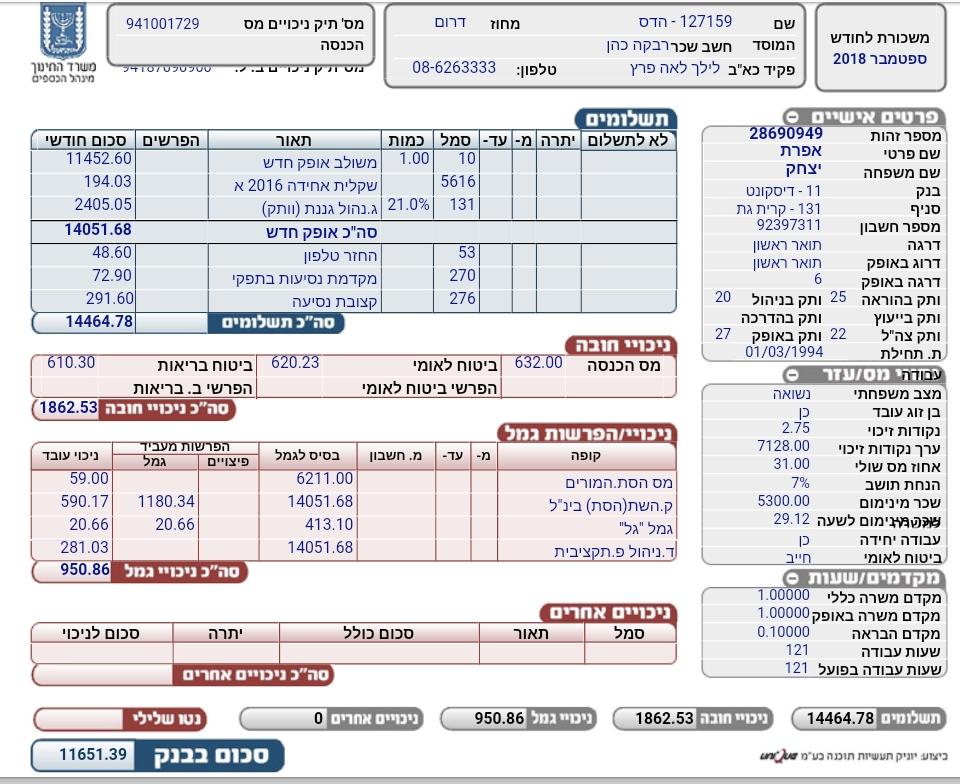 משכורת לחודש
ספטמבר 2018
שם המוסד 127159 - הדס
מחוז דרום
חשב שכר רבקה כהן
פקיד כא"ב לילך לאה פרץ
טלפון: 08-6263333
מס' תיק ניכויים מס הכנסה 941001729
משרד החינוך
מינהל הכספים
פרטים אישיים
מספר זהות 28690949
שם פרטי אפרת
שם משפחה יצחק
בנק 11 - דיסקונט
סניף 131 - קרית גת
מספר חשבון 92397311
דרגה תואר ראשון
דרוג באופק תואר ראשון
דרגה באופק 6
ותק בהוראה 25 ותק בניהול 20
ותק בייעוץ ותק בהדרכה
ותק צה"ל 22 ותק באופק 27
ת. תחילת עבודה 01/03/1994
מס/עזר
מצב משפחתי נשואה
בן זוג עובד כן
נקודות זיכוי 2.75
ערך נקודות זיכוי 7128.00
אחוז מס שולי 31.00
הנחת תושב 7%
שכר מינימום 5300.00
שכר מינימום לשעה 29.12
עבודה יחידה כן
ביטוח לאומי חייב
מקדמים/שעות
מקדם משרה כללי 1.00000
מקדם משרה באופק 1.00000
מקדם הבראה 0.10000
שעות עבודה 121
שעות עבודה בפועל 121
תשלומים
לא לתשלום יתרה מ- עד- סמל כמות תאור הפרשים סכום חודשי
10 1.00 משולב אופק חדש 11452.60
5616 שקלית אחידה 2016 א 194.03
131 21.0% ג.נהול גננת (וותק) 2405.05
סה"כ אופק חדש 14051.68
53 החזר טלפון 48.60
270 מקדמת נסיעות בתפקי 72.90
276 קצובת נסיעה 291.60
סה"כ תשלומים 14464.78
ניכויי חובה
מס הכנסה 632.00 ביטוח לאומי 620.23 ביטוח בריאות 610.30
הפרשי ביטוח לאומי הפרשי ב. בריאות
סה"כ ניכויי חובה 1862.53
ניכויי/הפרשות גמל
קופה מ- עד- מ. חשבון בסיס לגמל הפרשות מעביד ניכוי עובד
פיצויים גמל
מס הסת.המורים 6211.00 59.00
ק.השת(הסת) בינ"ל 14051.68 1180.34 590.17
גמל "גל" 413.10 20.66 20.66
ד.ניהול פ.תקציבית 14051.68 281.03
סה"כ ניכויי גמל 950.86
ניכויים אחרים
סמל תאור סכום כולל יתרה סכום לניכוי
סה"כ ניכויים אחרים
תשלומים 14464.78 ניכויי חובה 1862.53 ניכויי גמל 950.86 ניכויים אחרים 0 נטו שלילי
סכום בבנק 11651.39
ביצוע: יוניק תעשיות תוכנה בע"מ